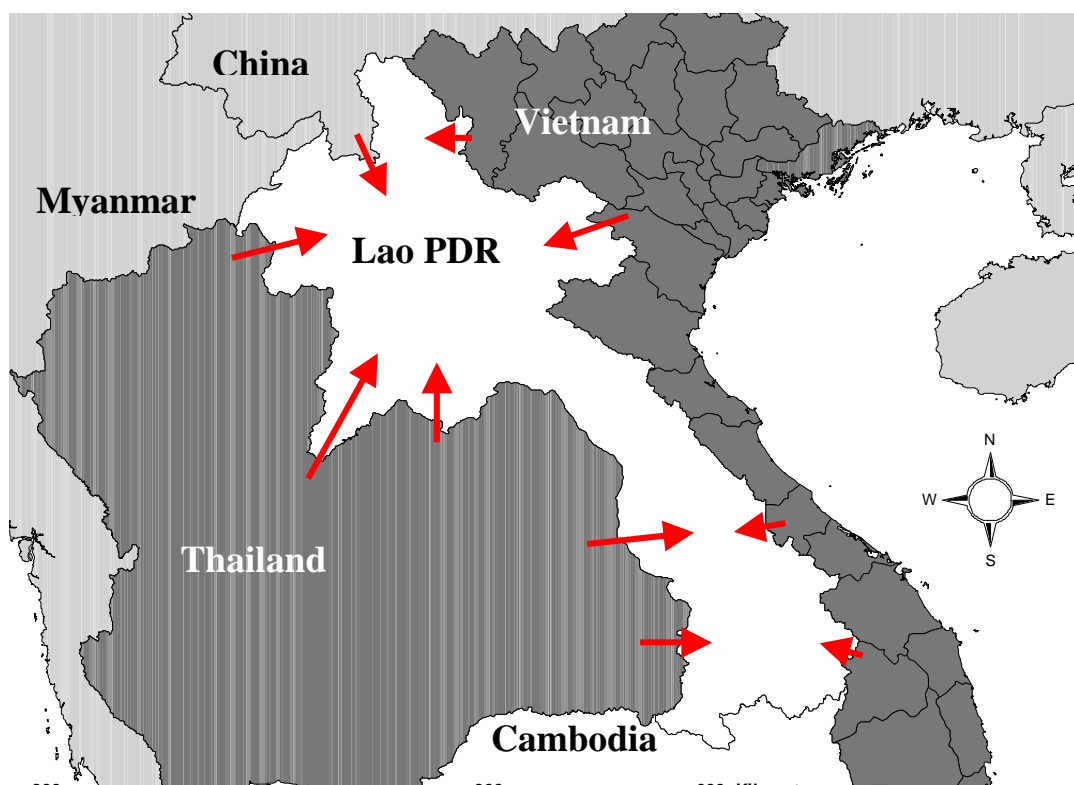 China
Vietnam
Myanmar
Lao PDR
N
W E
S
Thailand
Cambodia